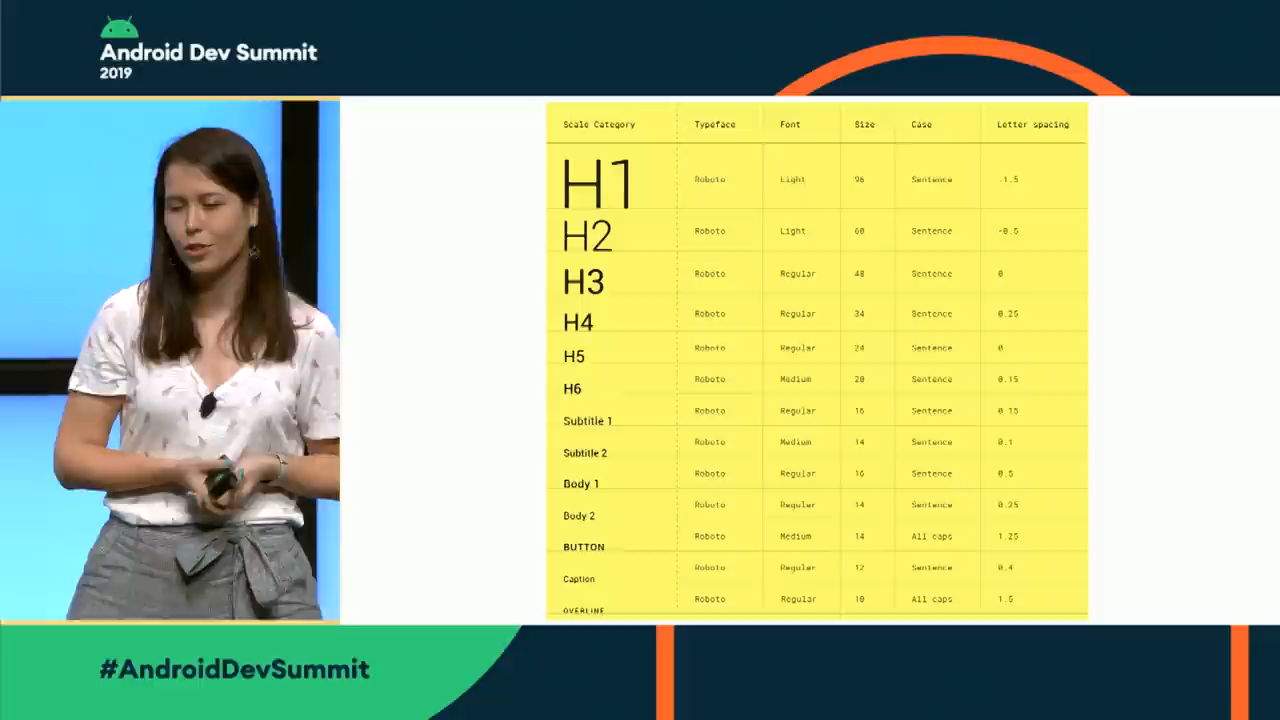 Android Dev Summit
2019
Scale Category Typeface Font Size Case Letter spacing
H1 Roboto Light 96 Sentence -1.5
H2 Roboto Light 60 Sentence -0.5
H3 Roboto Regular 48 Sentence 0
H4 Roboto Regular 34 Sentence 0.25
H5 Roboto Regular 24 Sentence 0
H6 Roboto Medium 20 Sentence 0.15
Subtitle 1 Roboto Regular 16 Sentence 0.15
Subtitle 2 Roboto Medium 14 Sentence 0.1
Body 1 Roboto Regular 16 Sentence 0.5
Body 2 Roboto Regular 14 Sentence 0.25
BUTTON Roboto Medium 14 All caps 1.25
Caption Roboto Regular 12 Sentence 0.4
OVERLINE Roboto Regular 10 All caps 1.5
#AndroidDevSummit